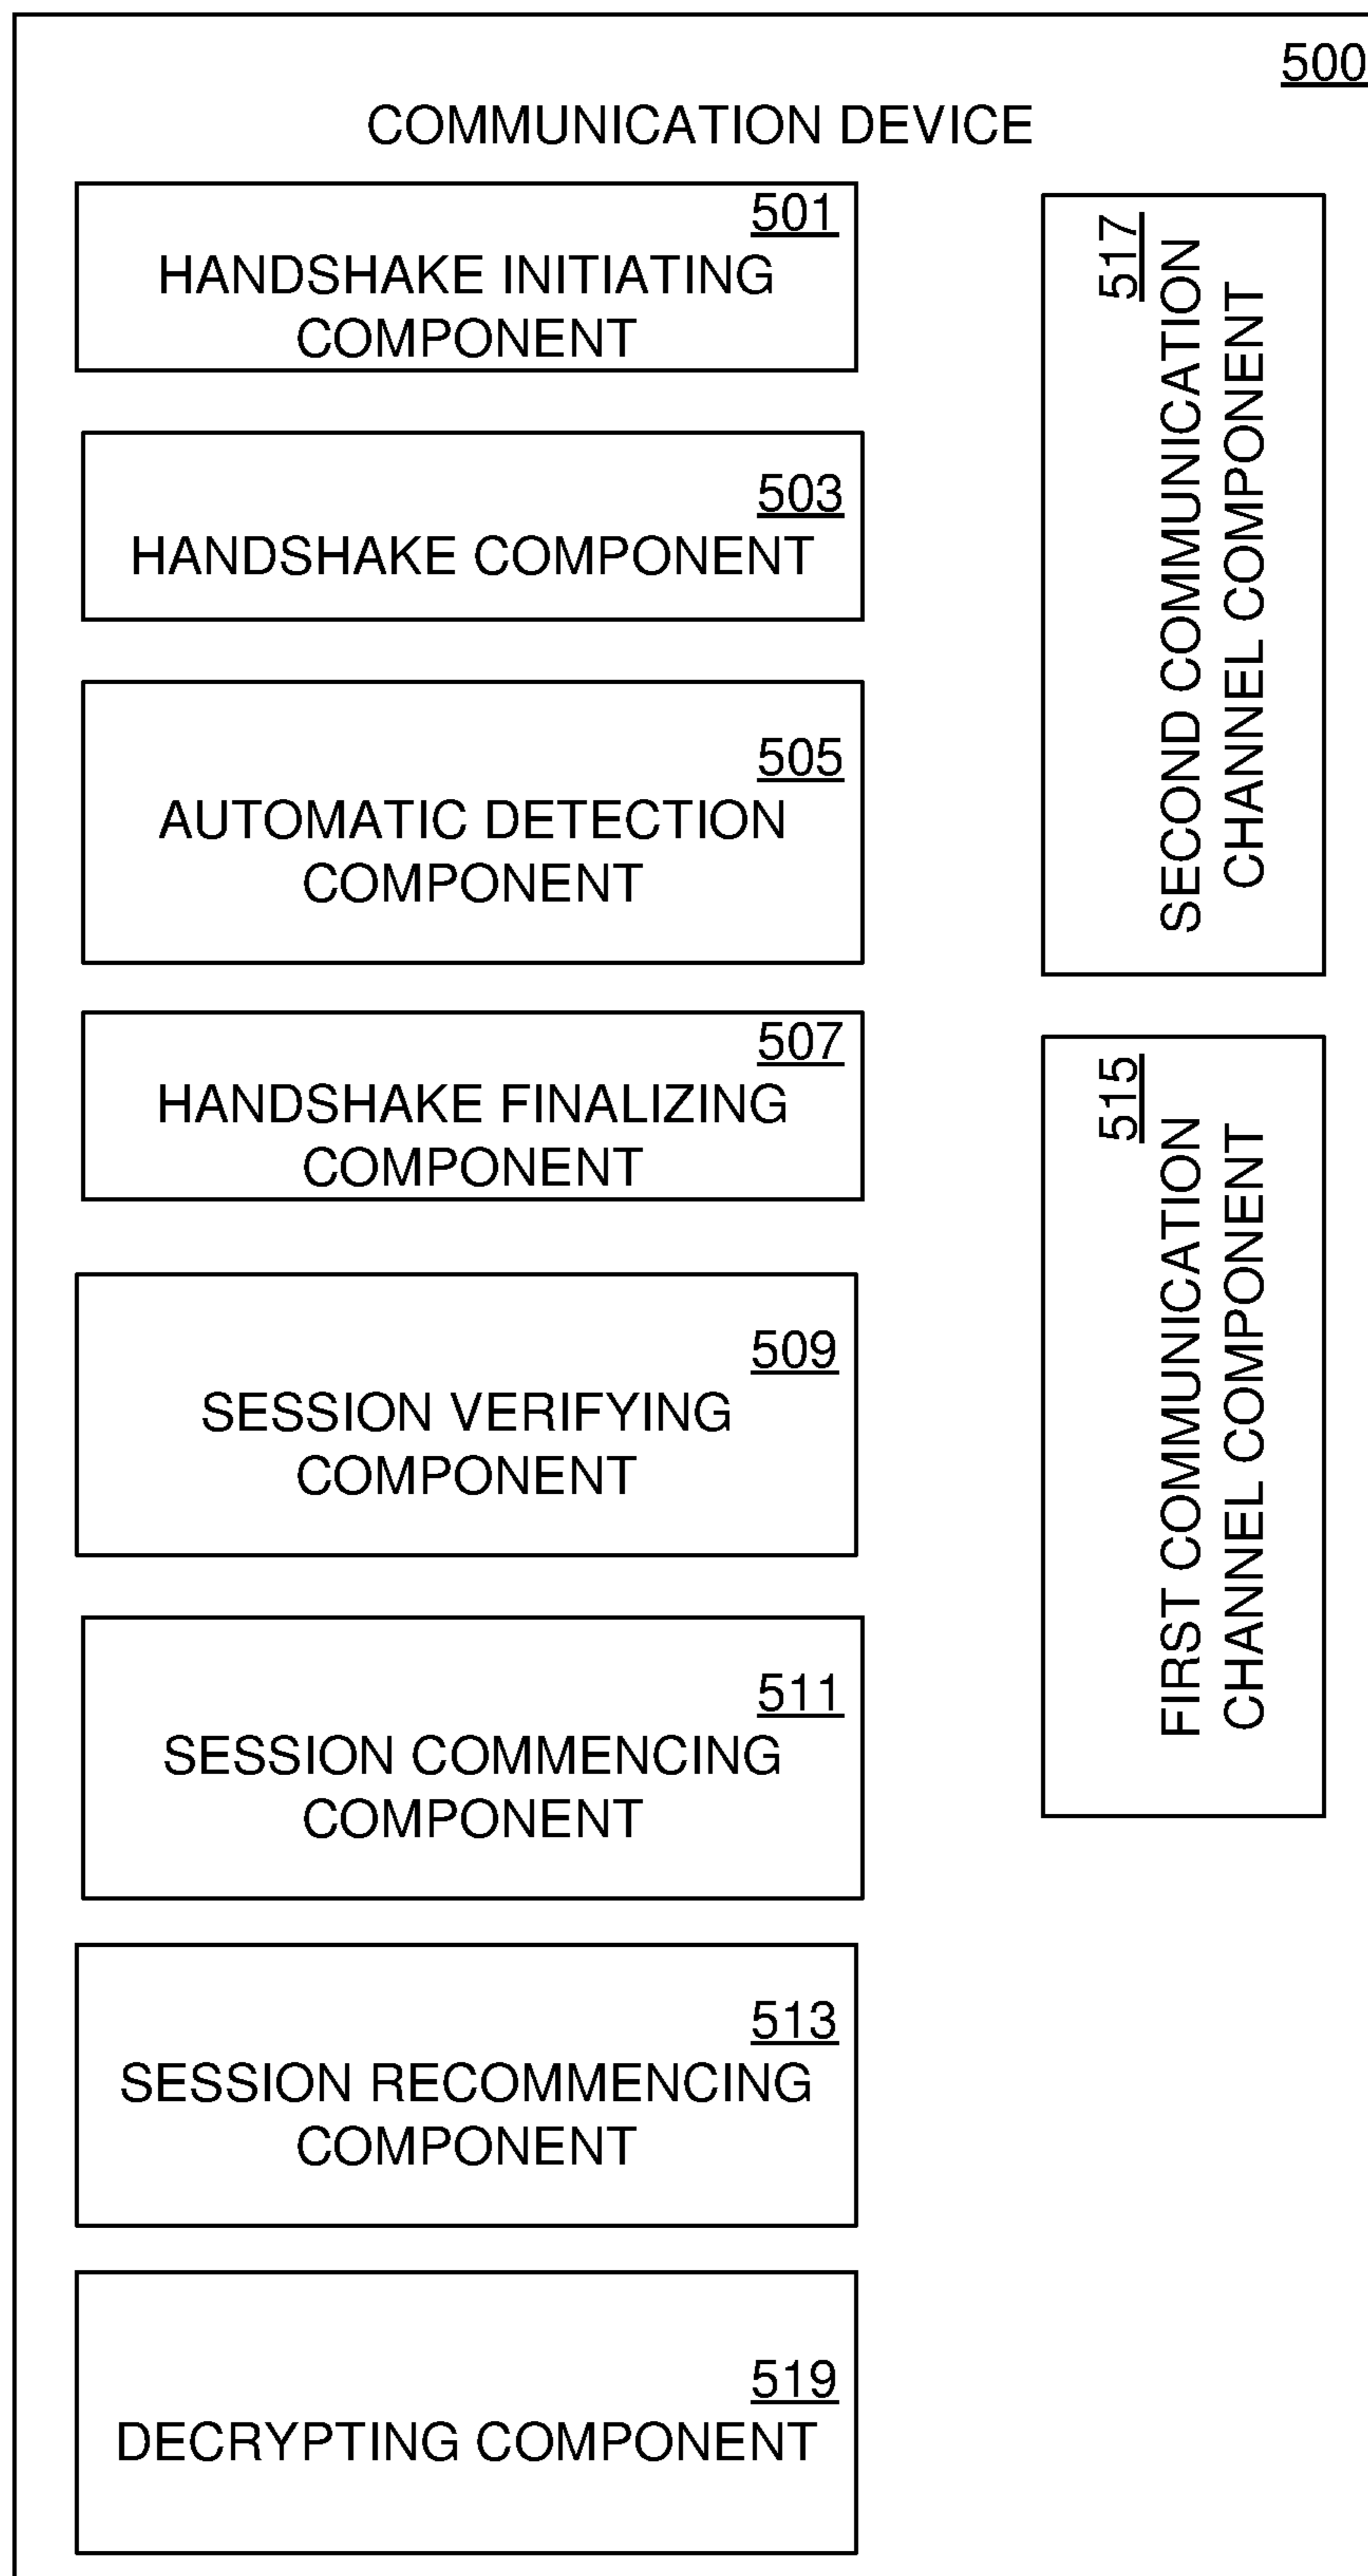 500
COMMUNICATION DEVICE
501
HANDSHAKE INITIATING
COMPONENT
503
HANDSHAKE COMPONENT
505
AUTOMATIC DETECTION
COMPONENT
507
HANDSHAKE FINALIZING
COMPONENT
509
SESSION VERIFYING
COMPONENT
511
SESSION COMMENCING
COMPONENT
513
SESSION RECOMMENCING
COMPONENT
519
DECRYPTING COMPONENT
517
SECOND COMMUNICATION
CHANNEL COMPONENT
515
FIRST COMMUNICATION
CHANNEL COMPONENT